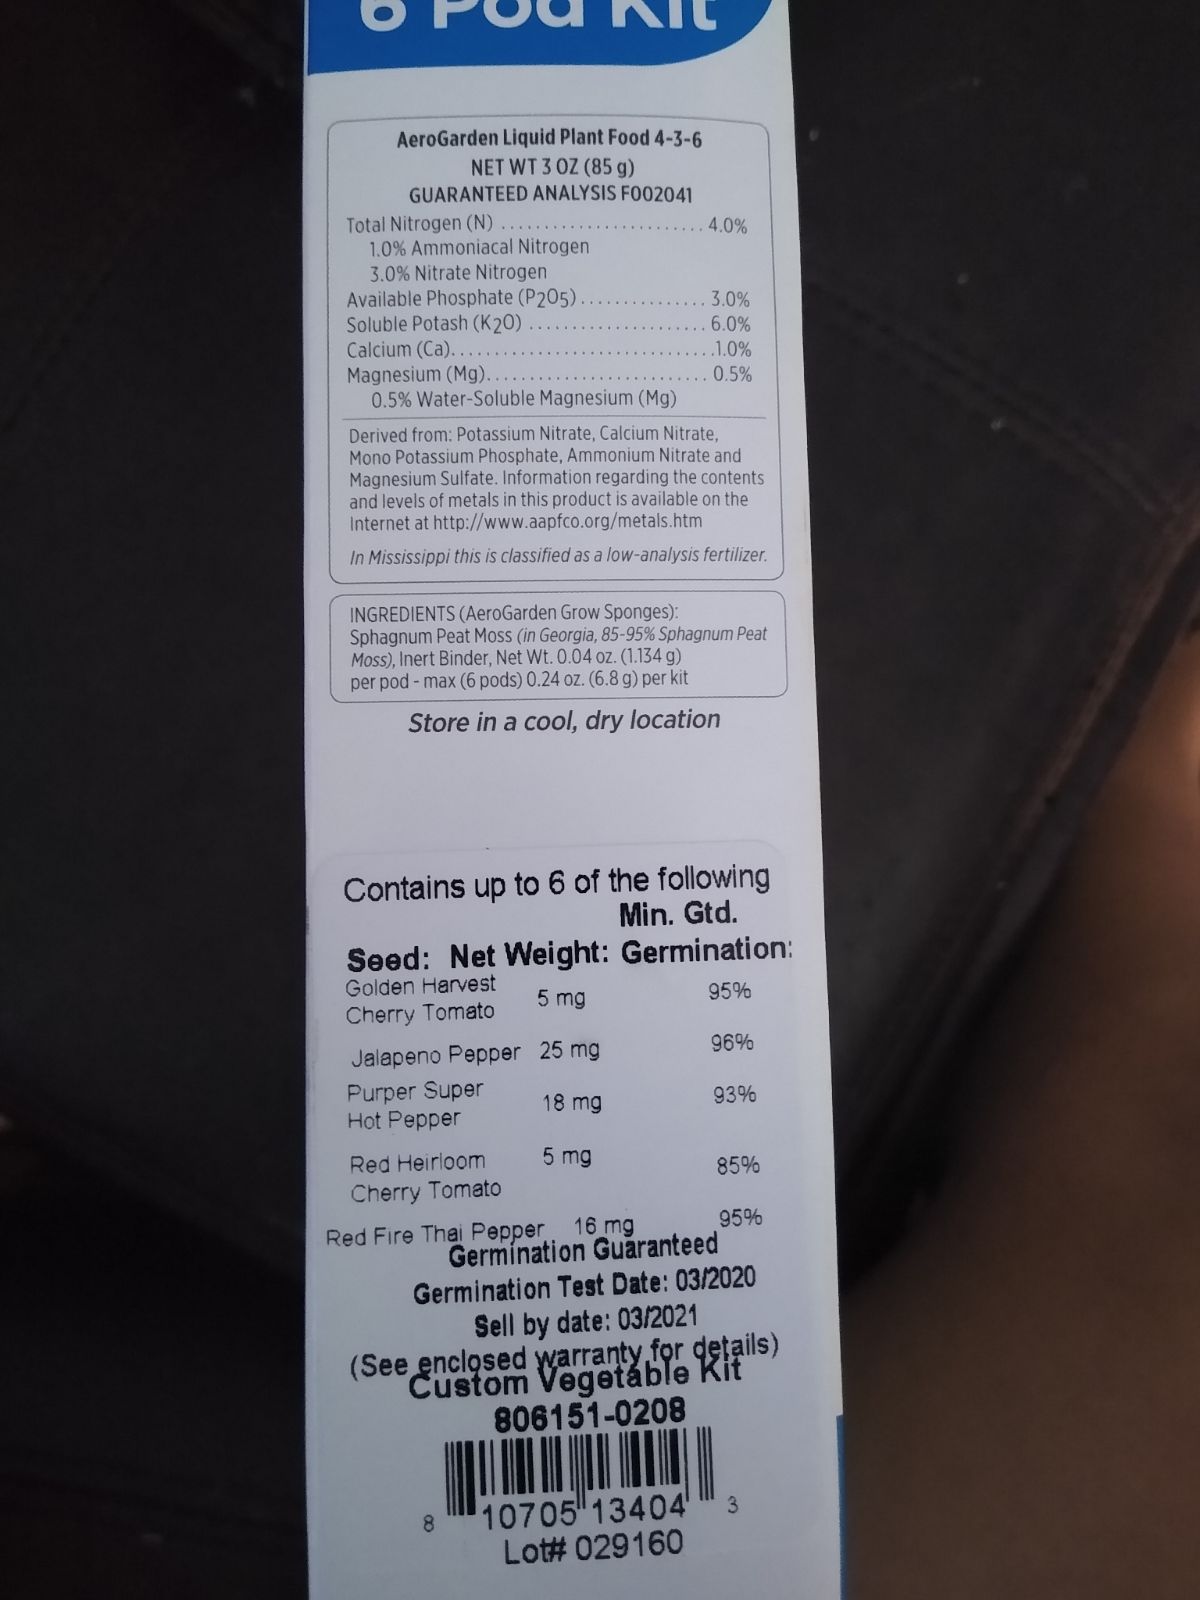 6 Pod Kit
AeroGarden Liquid Plant Food 4-3-6
NET WT 3 OZ (85 g)
GUARANTEED ANALYSIS F002041
Total Nitrogen (N) ........................ 4.0%
1.0% Ammoniacal Nitrogen
3.0% Nitrate Nitrogen
Available Phosphate (P2O5) ............... 3.0%
Soluble Potash (K2O) ..................... 6.0%
Calcium (Ca)..............................1.0%
Magnesium (Mg)......................... 0.5%
0.5% Water-Soluble Magnesium (Mg)
Derived from: Potassium Nitrate, Calcium Nitrate,
Mono Potassium Phosphate, Ammonium Nitrate and
Magnesium Sulfate. Information regarding the contents
and levels of metals in this product is available on the
Internet at http://www.aapfco.org/metals.htm
In Mississippi this is classified as a low-analysis fertilizer.
INGREDIENTS (AeroGarden Grow Sponges):
Sphagnum Peat Moss (in Georgia, 85-95% Sphagnum Peat
Moss), Inert Binder, Net Wt. 0.04 oz. (1.134 g)
per pod - max (6 pods) 0.24 oz. (6.8 g) per kit
Store in a cool, dry location
Contains up to 6 of the following
Min. Gtd.
Seed: Net Weight: Germination:
Golden Harvest
Cherry Tomato 5 mg 95%
Jalapeno Pepper 25 mg 96%
Purper Super
Hot Pepper 18 mg 93%
Red Heirloom 5 mg 85%
Cherry Tomato
Red Fire Thai Pepper 16 mg 95%
Germination Guaranteed
Germination Test Date: 03/2020
Sell by date: 03/2021
(See enclosed warranty for details)
Custom Vegetable Kit
806151-0208
8 10705 13404 3
Lot# 029160